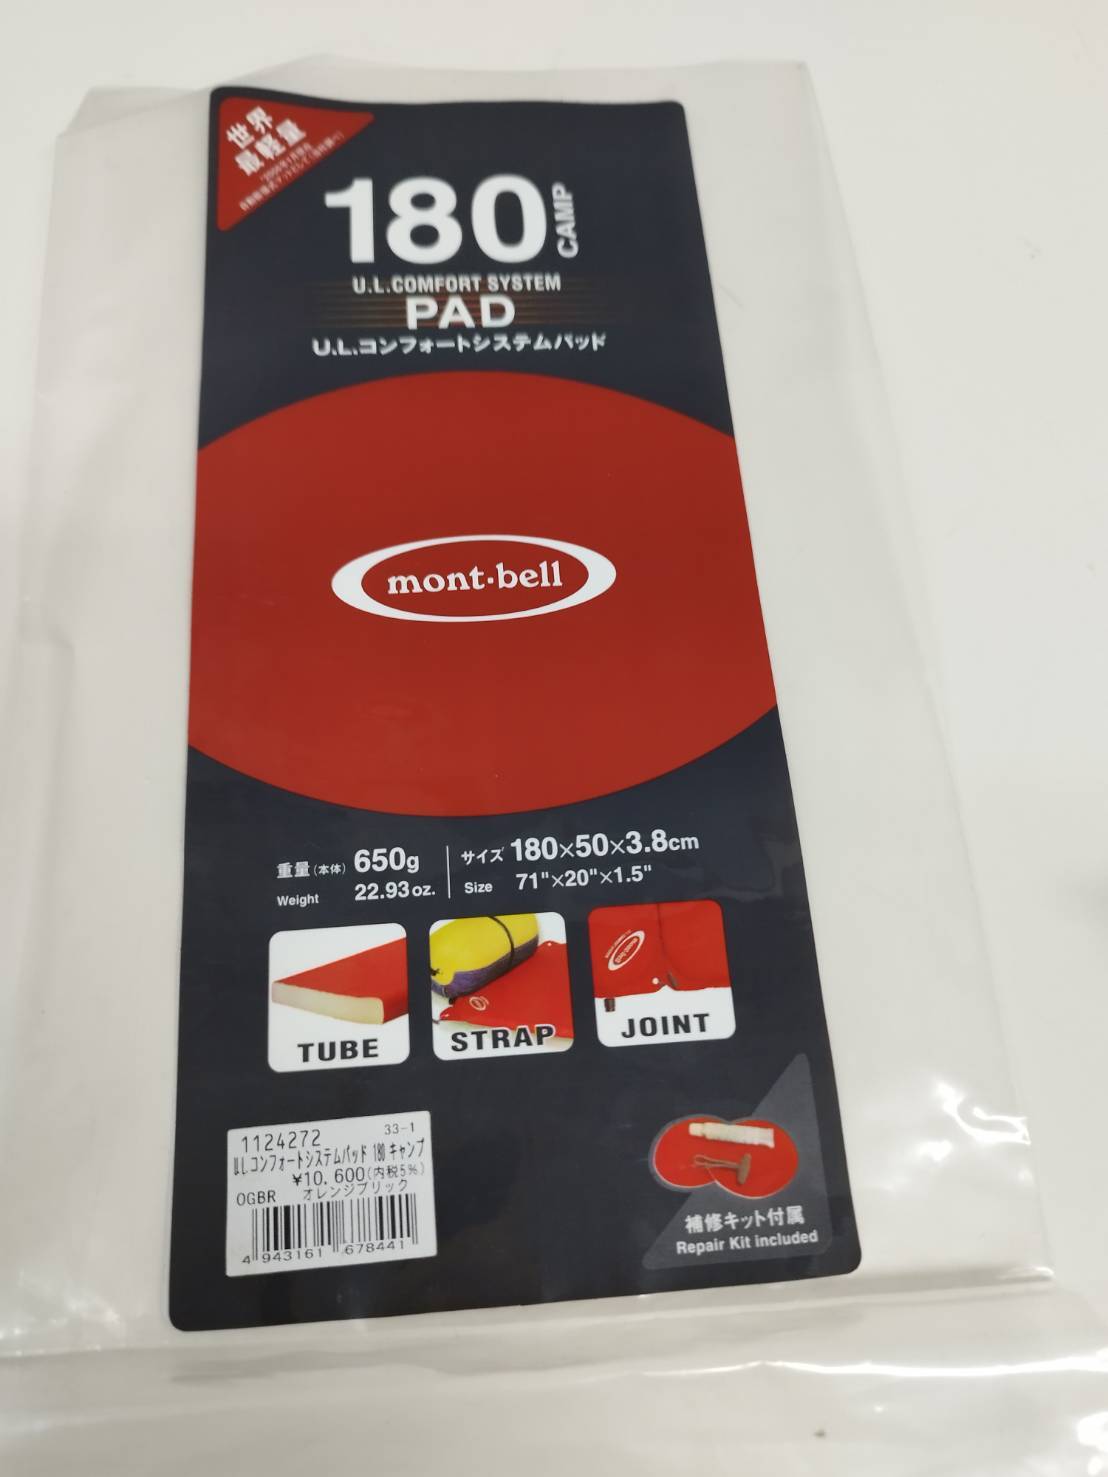 世界
最軽量
180
CAMP
U.L.COMFORT SYSTEM
PAD
U.L.コンフォートシステムパッド
mont·bell
重量(本体) 650g
Weight 22.93oz.
サイズ 180×50×3.8cm
Size 71"×20"×1.5"
TUBE
STRAP
mont·bell
JOINT
1124272 33-1
U.L.コンフォートシステムパッド 180 キャンプ
¥10,600(内税5%)
OGBR オレンジブリック
4 943161 678441
補修キット付属
Repair Kit included